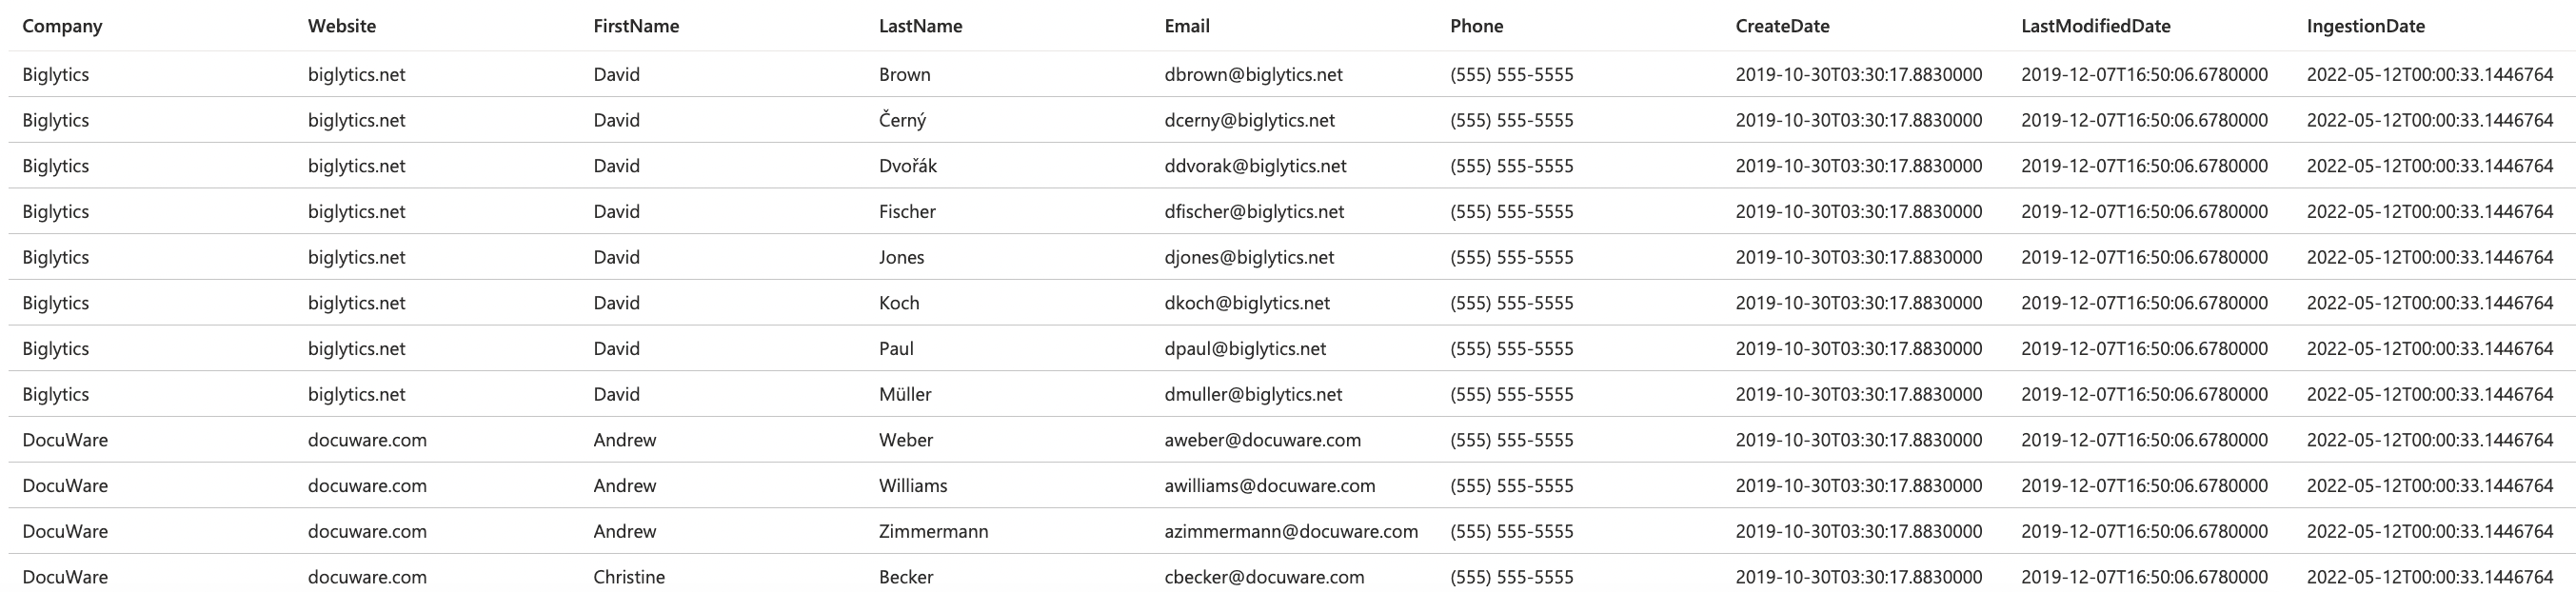 Company Website FirstName LastName Email Phone CreateDate LastModifiedDate IngestionDate
Biglytics biglytics.net David Brown dbrown@biglytics.net (555) 555-5555 2019-10-30T03:30:17.8830000 2019-12-07T16:50:06.6780000 2022-05-12T00:00:33.1446764
Biglytics biglytics.net David Černý dcerny@biglytics.net (555) 555-5555 2019-10-30T03:30:17.8830000 2019-12-07T16:50:06.6780000 2022-05-12T00:00:33.1446764
Biglytics biglytics.net David Dvořák ddvorak@biglytics.net (555) 555-5555 2019-10-30T03:30:17.8830000 2019-12-07T16:50:06.6780000 2022-05-12T00:00:33.1446764
Biglytics biglytics.net David Fischer dfischer@biglytics.net (555) 555-5555 2019-10-30T03:30:17.8830000 2019-12-07T16:50:06.6780000 2022-05-12T00:00:33.1446764
Biglytics biglytics.net David Jones djones@biglytics.net (555) 555-5555 2019-10-30T03:30:17.8830000 2019-12-07T16:50:06.6780000 2022-05-12T00:00:33.1446764
Biglytics biglytics.net David Koch dkoch@biglytics.net (555) 555-5555 2019-10-30T03:30:17.8830000 2019-12-07T16:50:06.6780000 2022-05-12T00:00:33.1446764
Biglytics biglytics.net David Paul dpaul@biglytics.net (555) 555-5555 2019-10-30T03:30:17.8830000 2019-12-07T16:50:06.6780000 2022-05-12T00:00:33.1446764
Biglytics biglytics.net David Müller dmuller@biglytics.net (555) 555-5555 2019-10-30T03:30:17.8830000 2019-12-07T16:50:06.6780000 2022-05-12T00:00:33.1446764
DocuWare docuware.com Andrew Weber aweber@docuware.com (555) 555-5555 2019-10-30T03:30:17.8830000 2019-12-07T16:50:06.6780000 2022-05-12T00:00:33.1446764
DocuWare docuware.com Andrew Williams awilliams@docuware.com (555) 555-5555 2019-10-30T03:30:17.8830000 2019-12-07T16:50:06.6780000 2022-05-12T00:00:33.1446764
DocuWare docuware.com Andrew Zimmermann azimmermann@docuware.com (555) 555-5555 2019-10-30T03:30:17.8830000 2019-12-07T16:50:06.6780000 2022-05-12T00:00:33.1446764
DocuWare docuware.com Christine Becker cbecker@docuware.com (555) 555-5555 2019-10-30T03:30:17.8830000 2019-12-07T16:50:06.6780000 2022-05-12T00:00:33.1446764